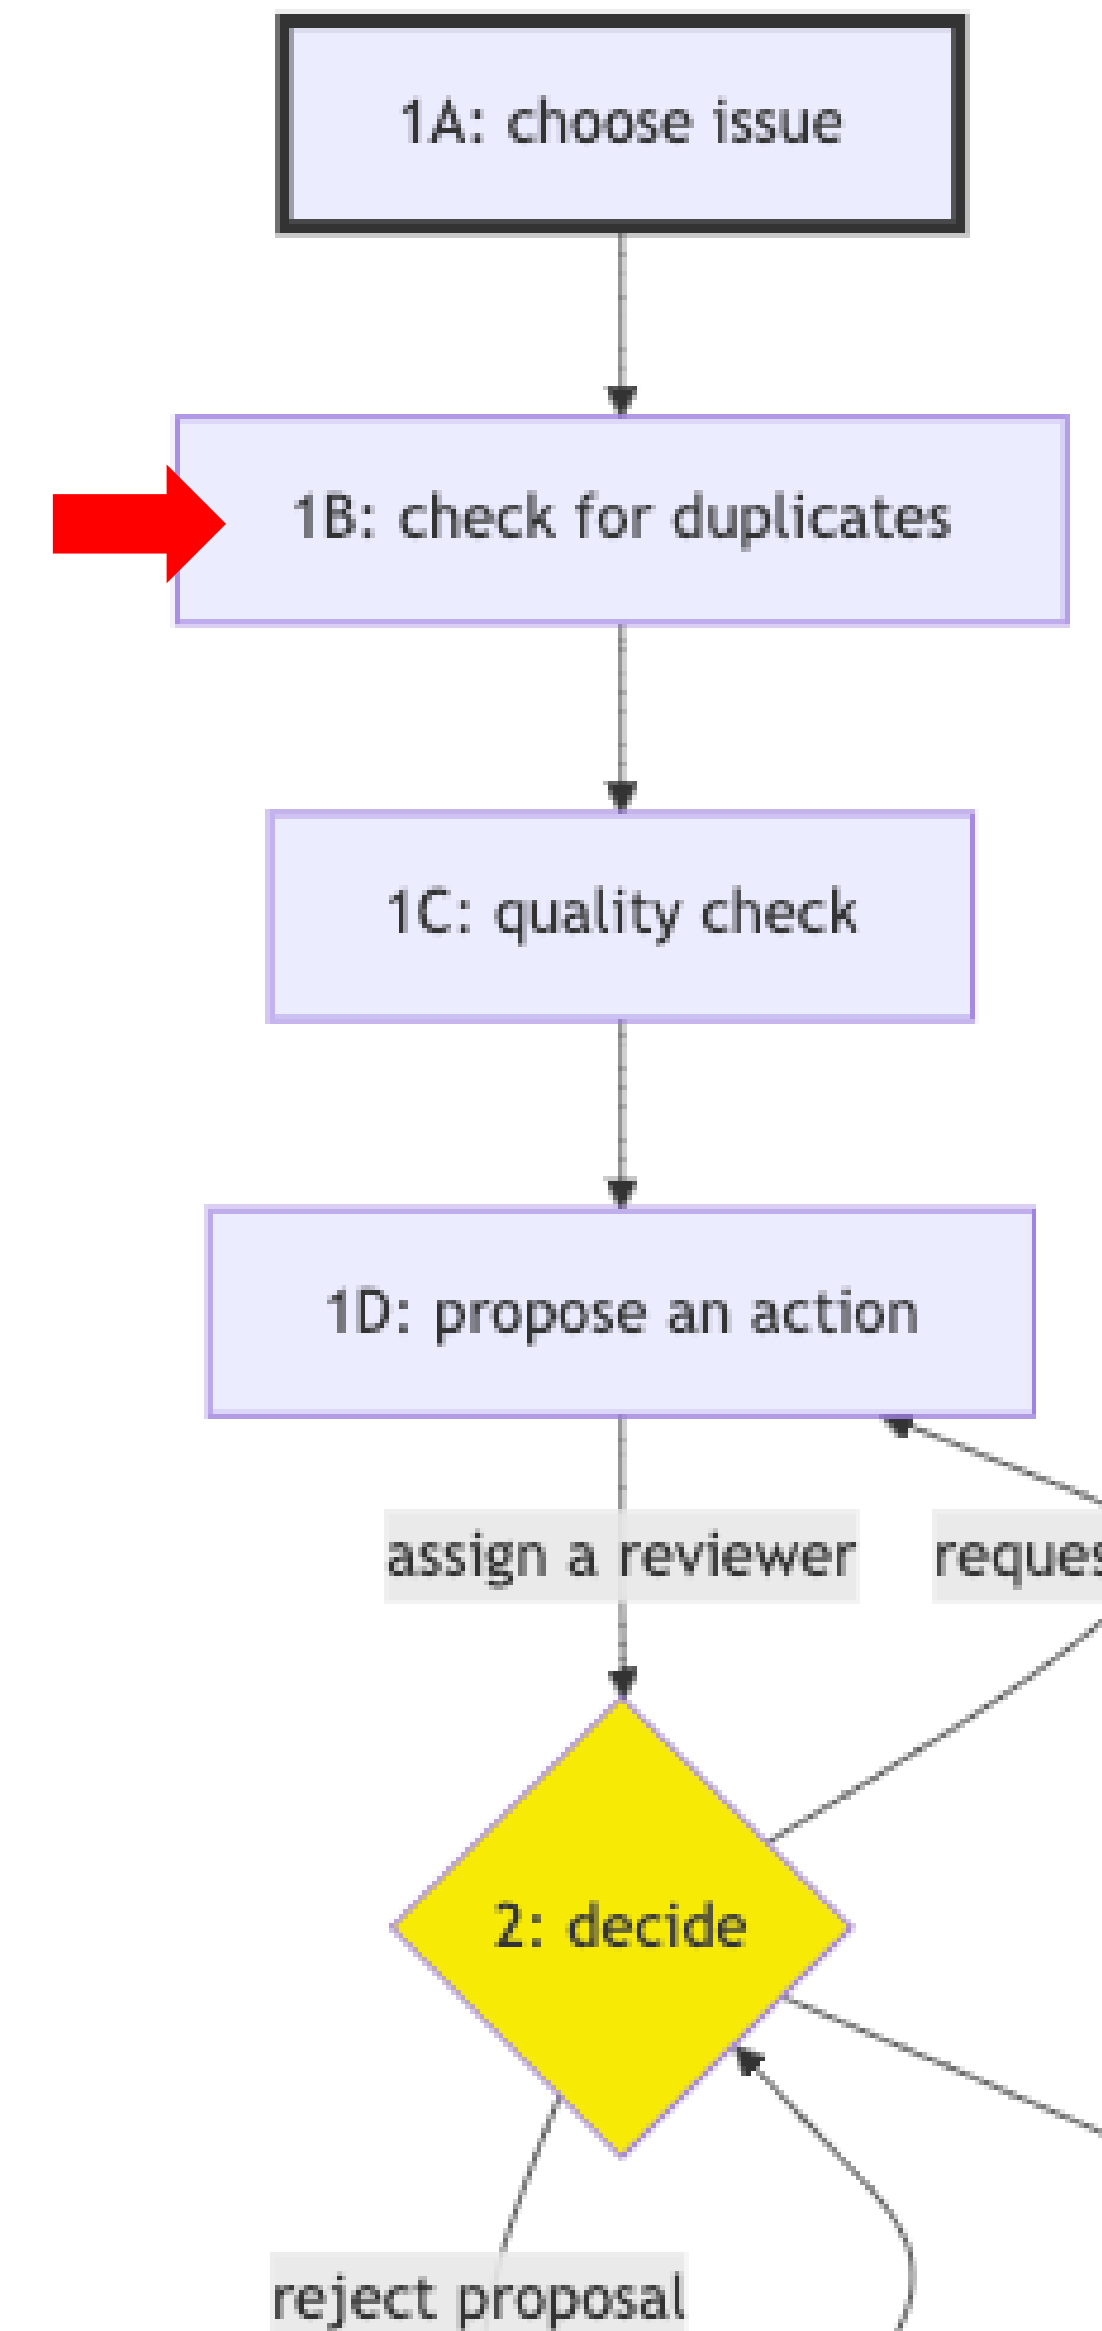 1A: choose issue
1B: check for duplicates
1C: quality check
1D: propose an action
assign a reviewer
2: decide
reject proposal